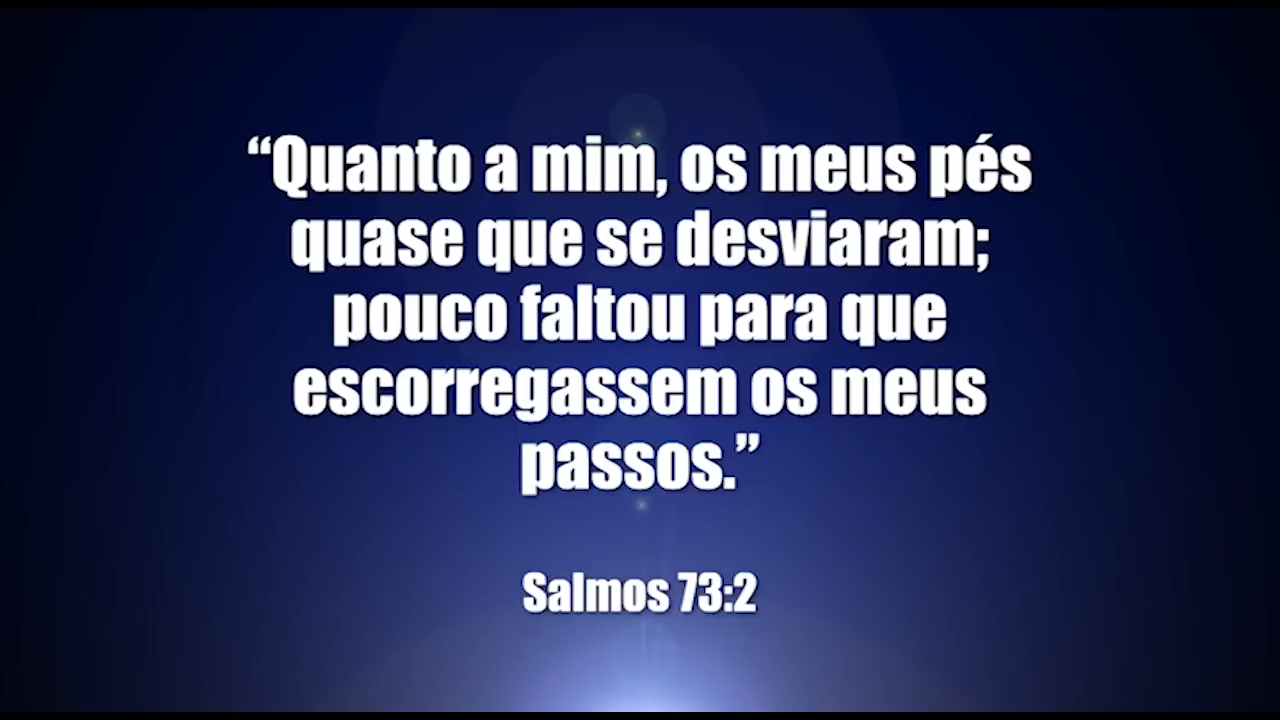 “Quanto a mim, os meus pés
quase que se desviaram;
pouco faltou para que
escorregassem os meus
passos.”
Salmos 73:2